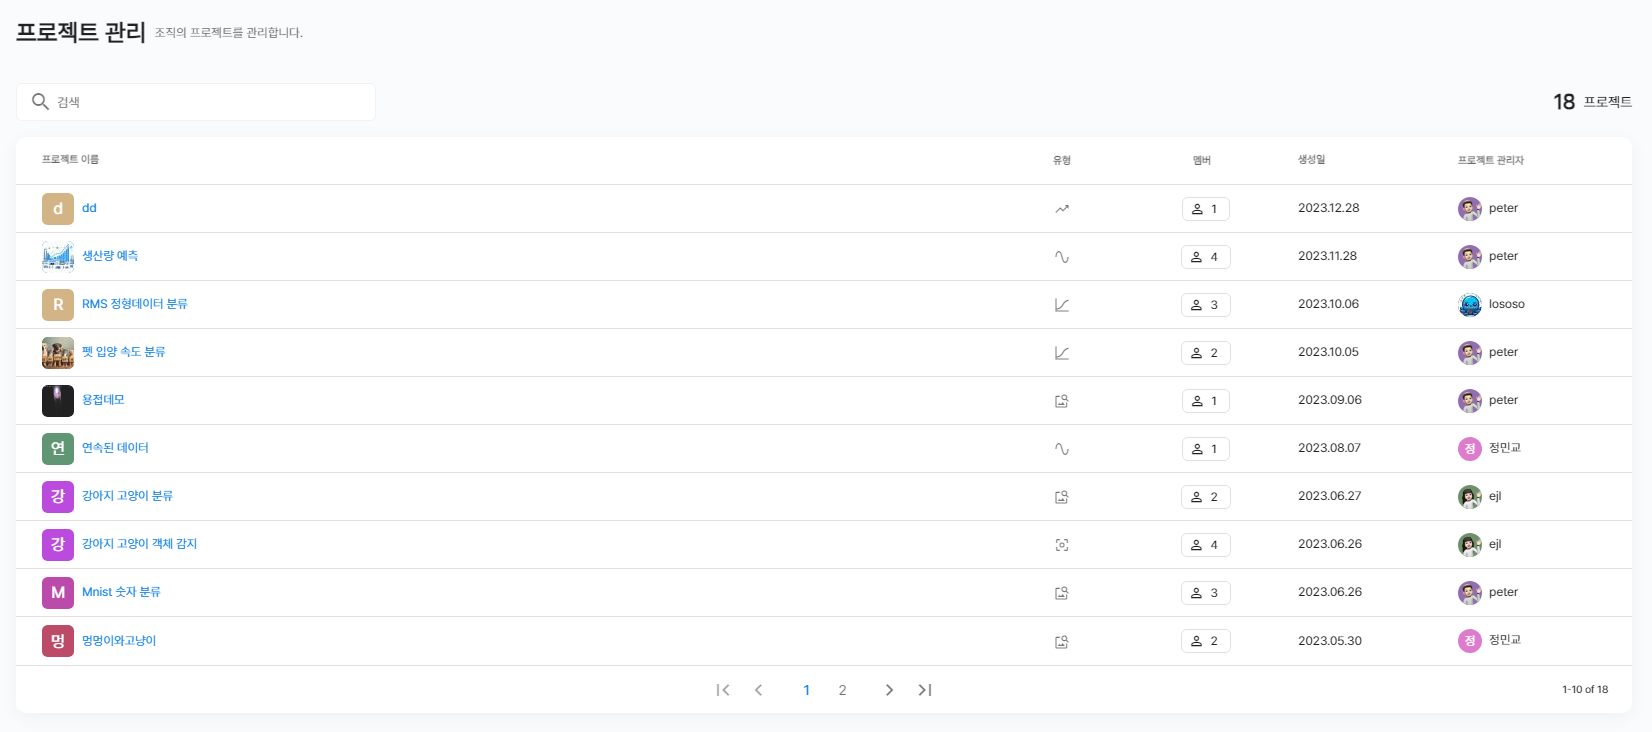 프로젝트 관리 조직의 프로젝트를 관리합니다.
검색
18 프로젝트
프로젝트 이름 유형 멤버 생성일 프로젝트 관리자
d dd 1 2023.12.28 peter
생산량 예측 4 2023.11.28 peter
R RMS 정형데이터 분류 3 2023.10.06 lososo
펫 입양 속도 분류 2 2023.10.05 peter
용접데모 1 2023.09.06 peter
연 연속된 데이터 1 2023.08.07 정 정민교
강 강아지 고양이 분류 2 2023.06.27 ejl
강 강아지 고양이 객체 감지 4 2023.06.26 ejl
M Mnist 숫자 분류 3 2023.06.26 peter
멍 멍멍이와고냥이 2 2023.05.30 정 정민교
1 2 1-10 of 18